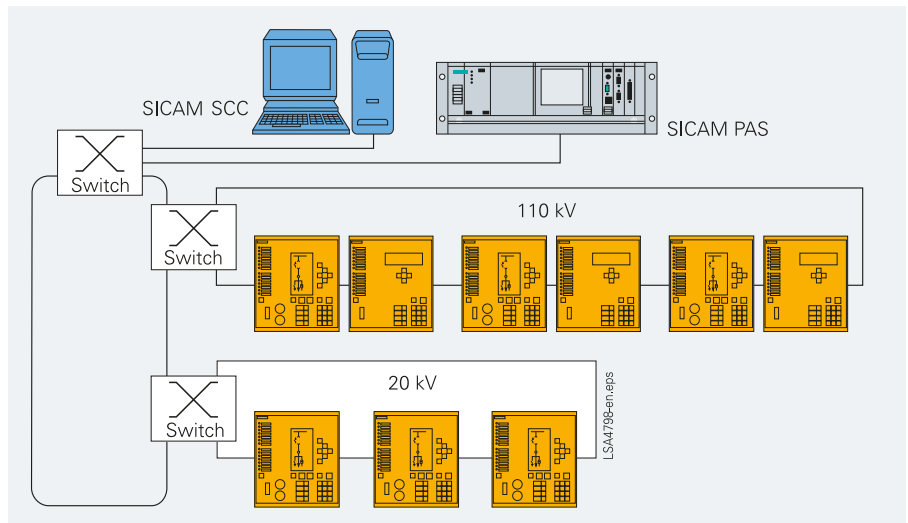 SICAM SCC
SICAM PAS
Switch
110 kV
Switch
20 kV
Switch
LSA4798-en.eps